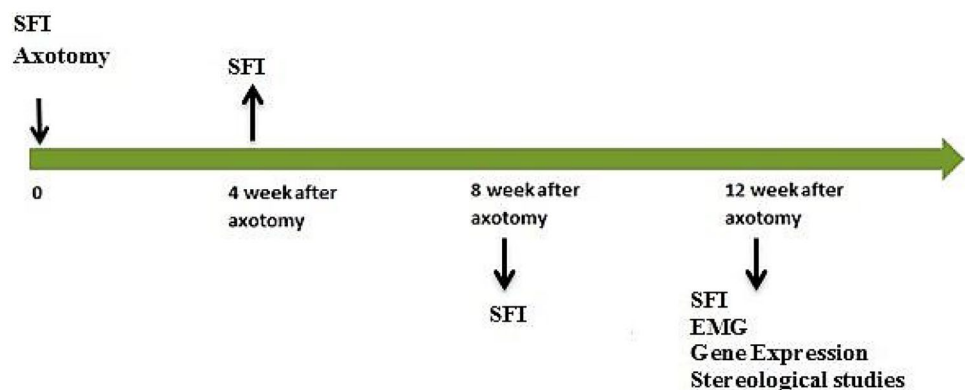 SFI
Axotomy
SFI
0
4 week after
axotomy
8 week after
axotomy
12 week after
axotomy
SFI
SFI
EMG
Gene Expression
Stereological studies